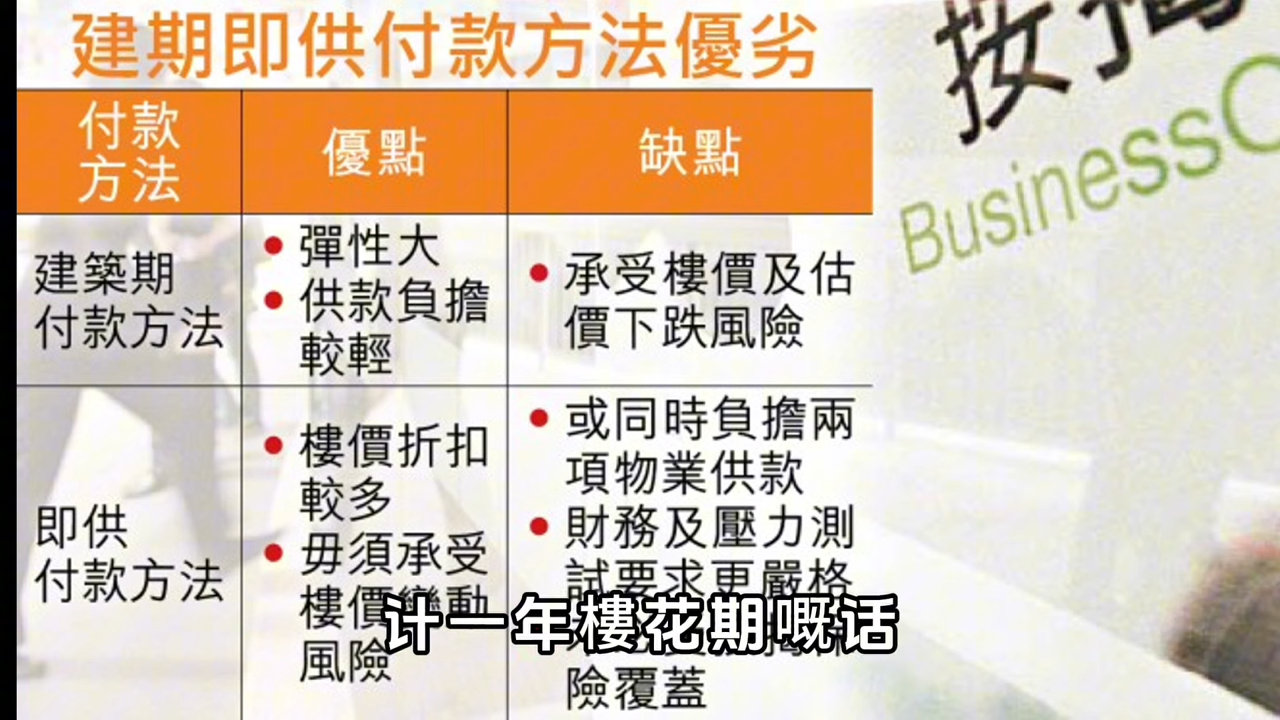 建期即供付款方法優劣
付款
方法
優點
缺點
建築期
付款方法
● 彈性大
● 供款負擔
較輕
● 承受樓價及估
價下跌風險
即供
付款方法
● 樓價折扣
較多
● 毋須承受
樓價變動
風險
● 或同時負擔兩
項物業供款
● 財務及壓力測
試要求更嚴格
險覆蓋
按揭
BusinessC
计一年樓花期嘅话